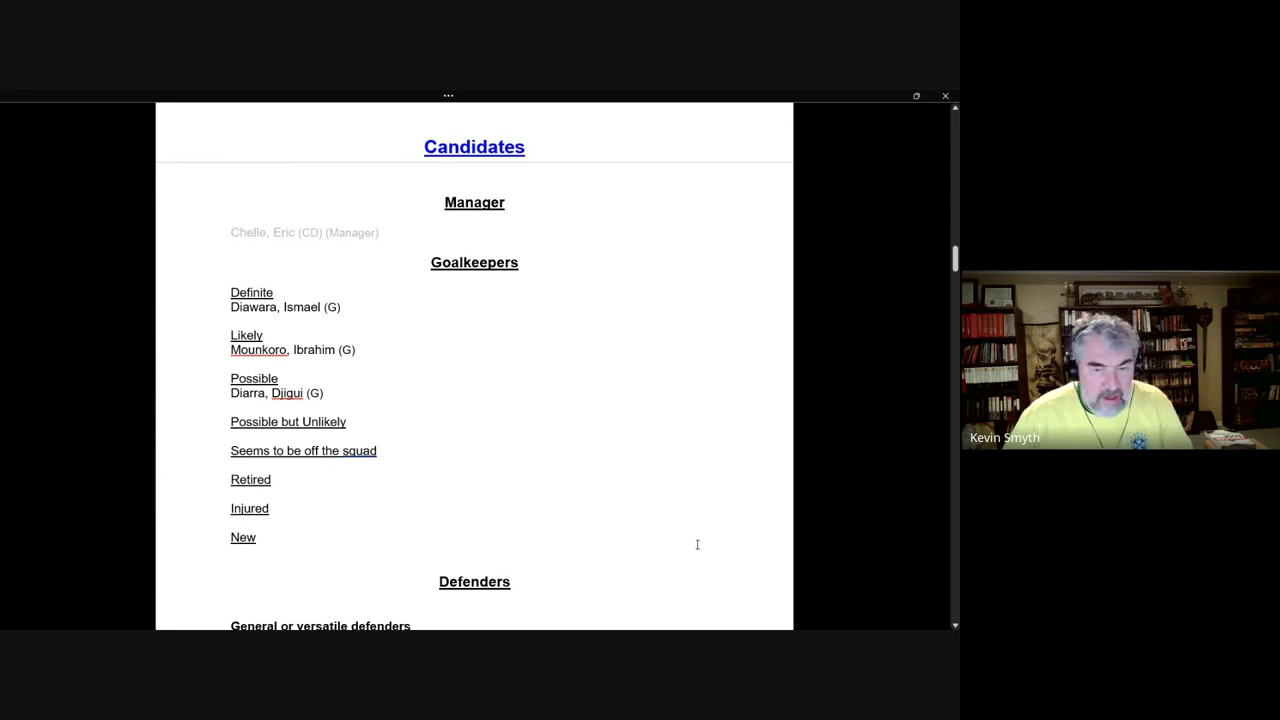 Candidates
Manager
Chelle, Eric (CD) (Manager)
Goalkeepers
Definite
Diawara, Ismael (G)
Likely
Mounkoro, Ibrahim (G)
Possible
Diarra, Djigui (G)
Possible but Unlikely
Seems to be off the squad
Retired
Injured
New
Defenders
General or versatile defenders
Kevin Smyth